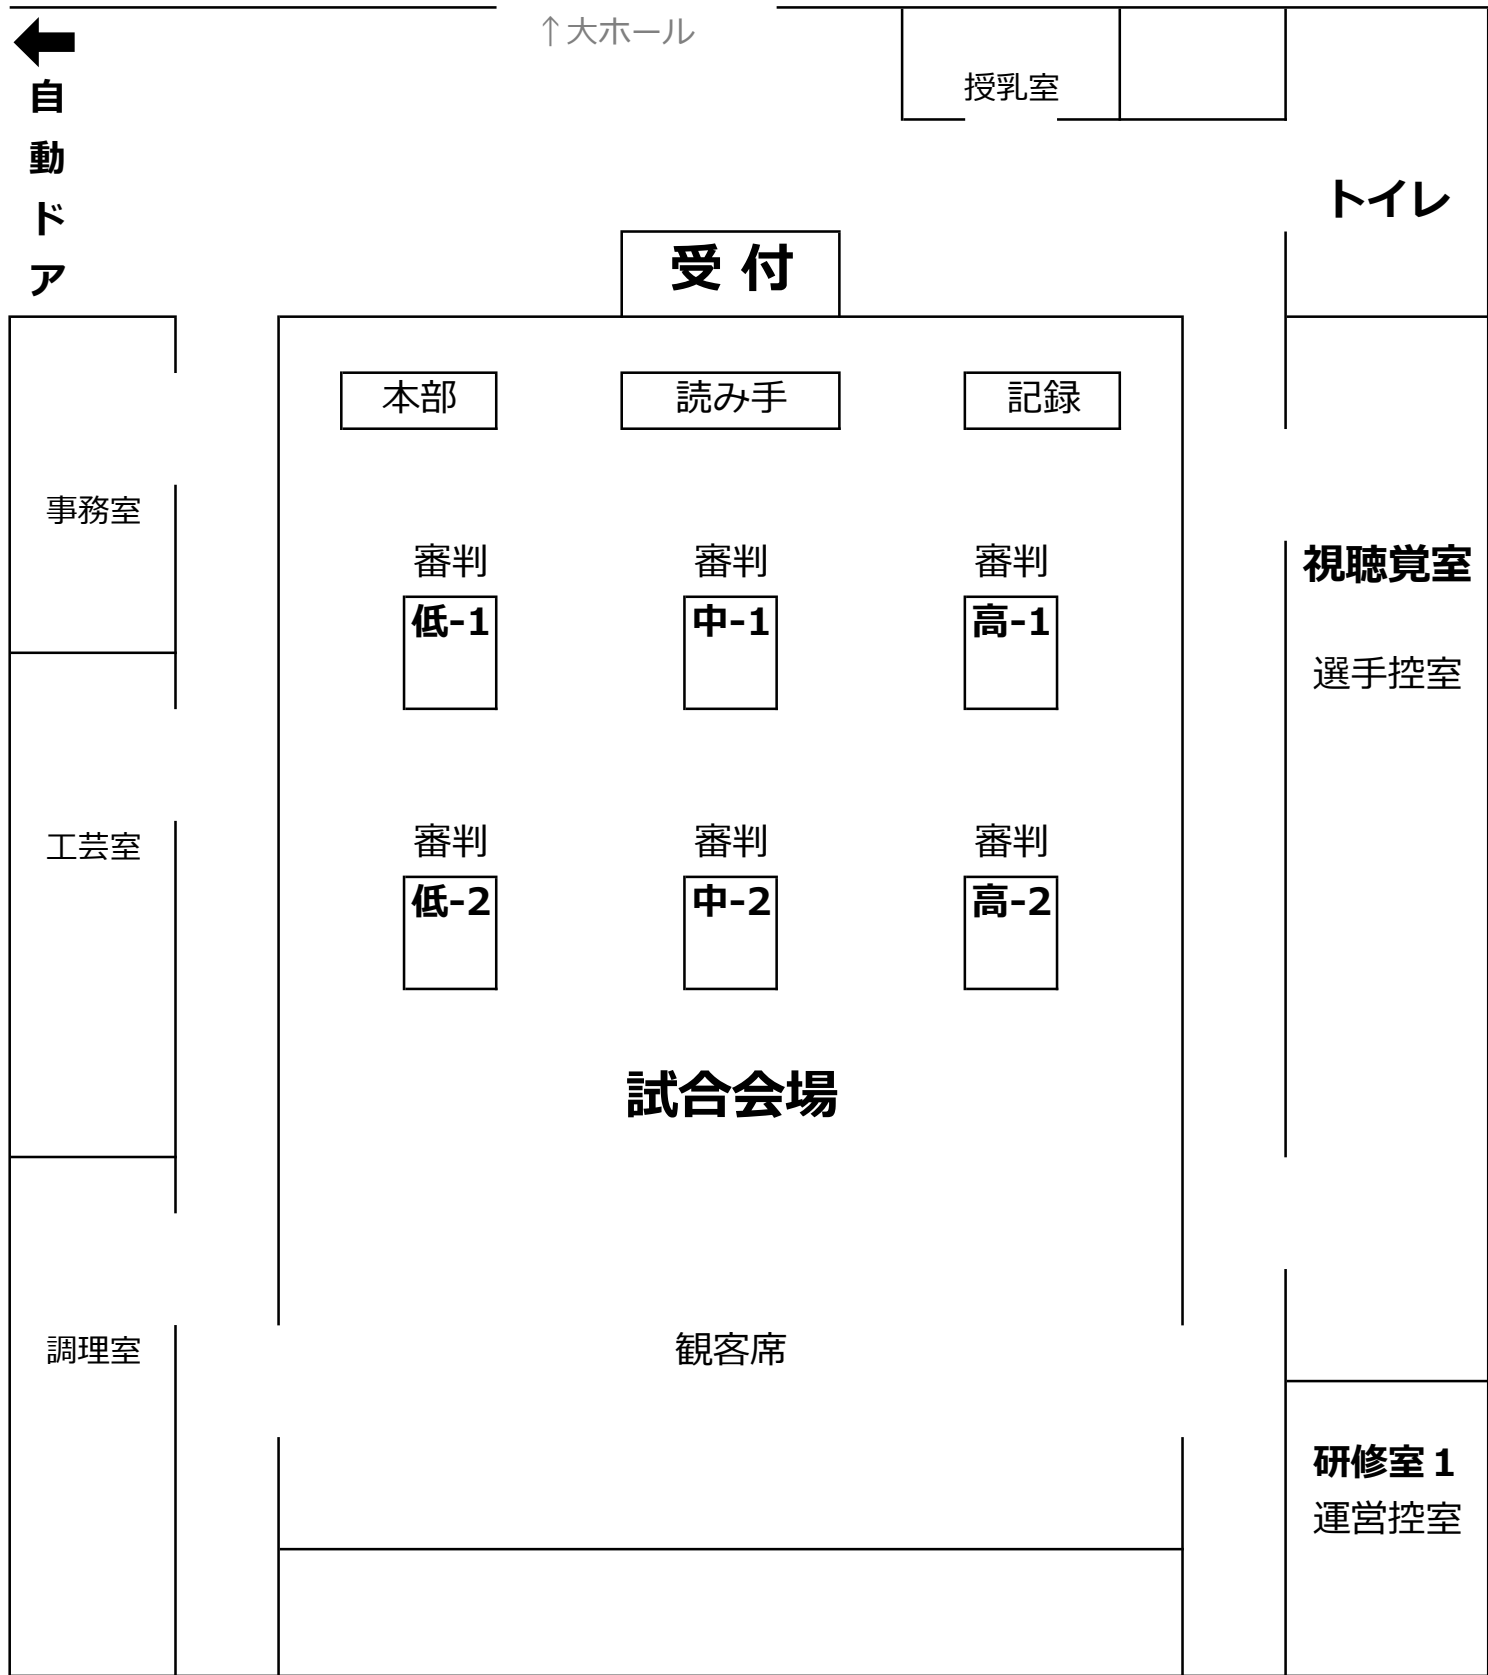 ↑大ホール
自動ドア
授乳室
トイレ
受 付
本部
読み手
記録
事務室
審判
審判
審判
視聴覚室
低-1
中-1
高-1
選手控室
工芸室
審判
審判
審判
低-2
中-2
高-2
試合会場
調理室
観客席
研修室1
運営控室